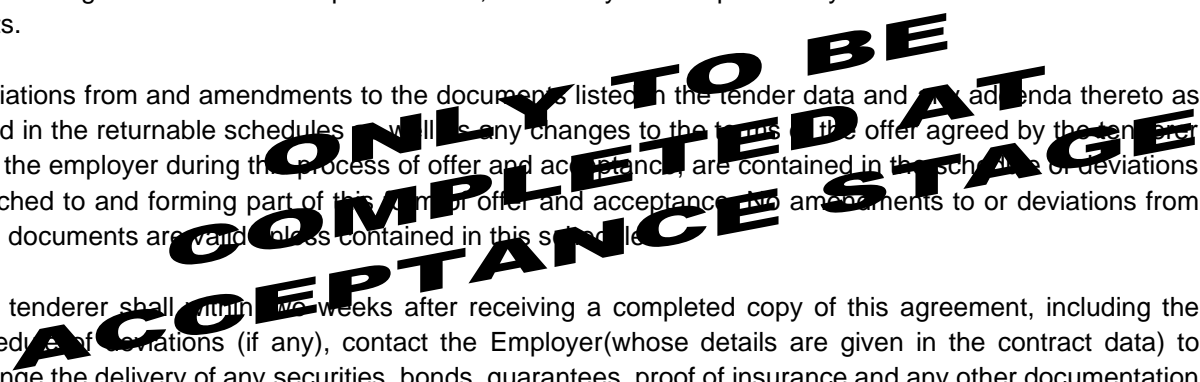 ts.
iations from and amendments to the documents listed in the tender data and any addenda thereto as
d in the returnable schedules as well as any changes to the terms of the offer agreed by the tenderer
the employer during this process of offer and acceptance, are contained in the schedule of deviations
ched to and forming part of this form of offer and acceptance. No amendments to or deviations from
documents are valid unless contained in this schedule.
tenderer shall within two weeks after receiving a completed copy of this agreement, including the
edule of deviations (if any), contact the Employer(whose details are given in the contract data) to
nge the delivery of any securities, bonds, guarantees, proof of insurance and any other documentation
ONLY TO BE
COMPLETED AT
ACCEPTANCE STAGE